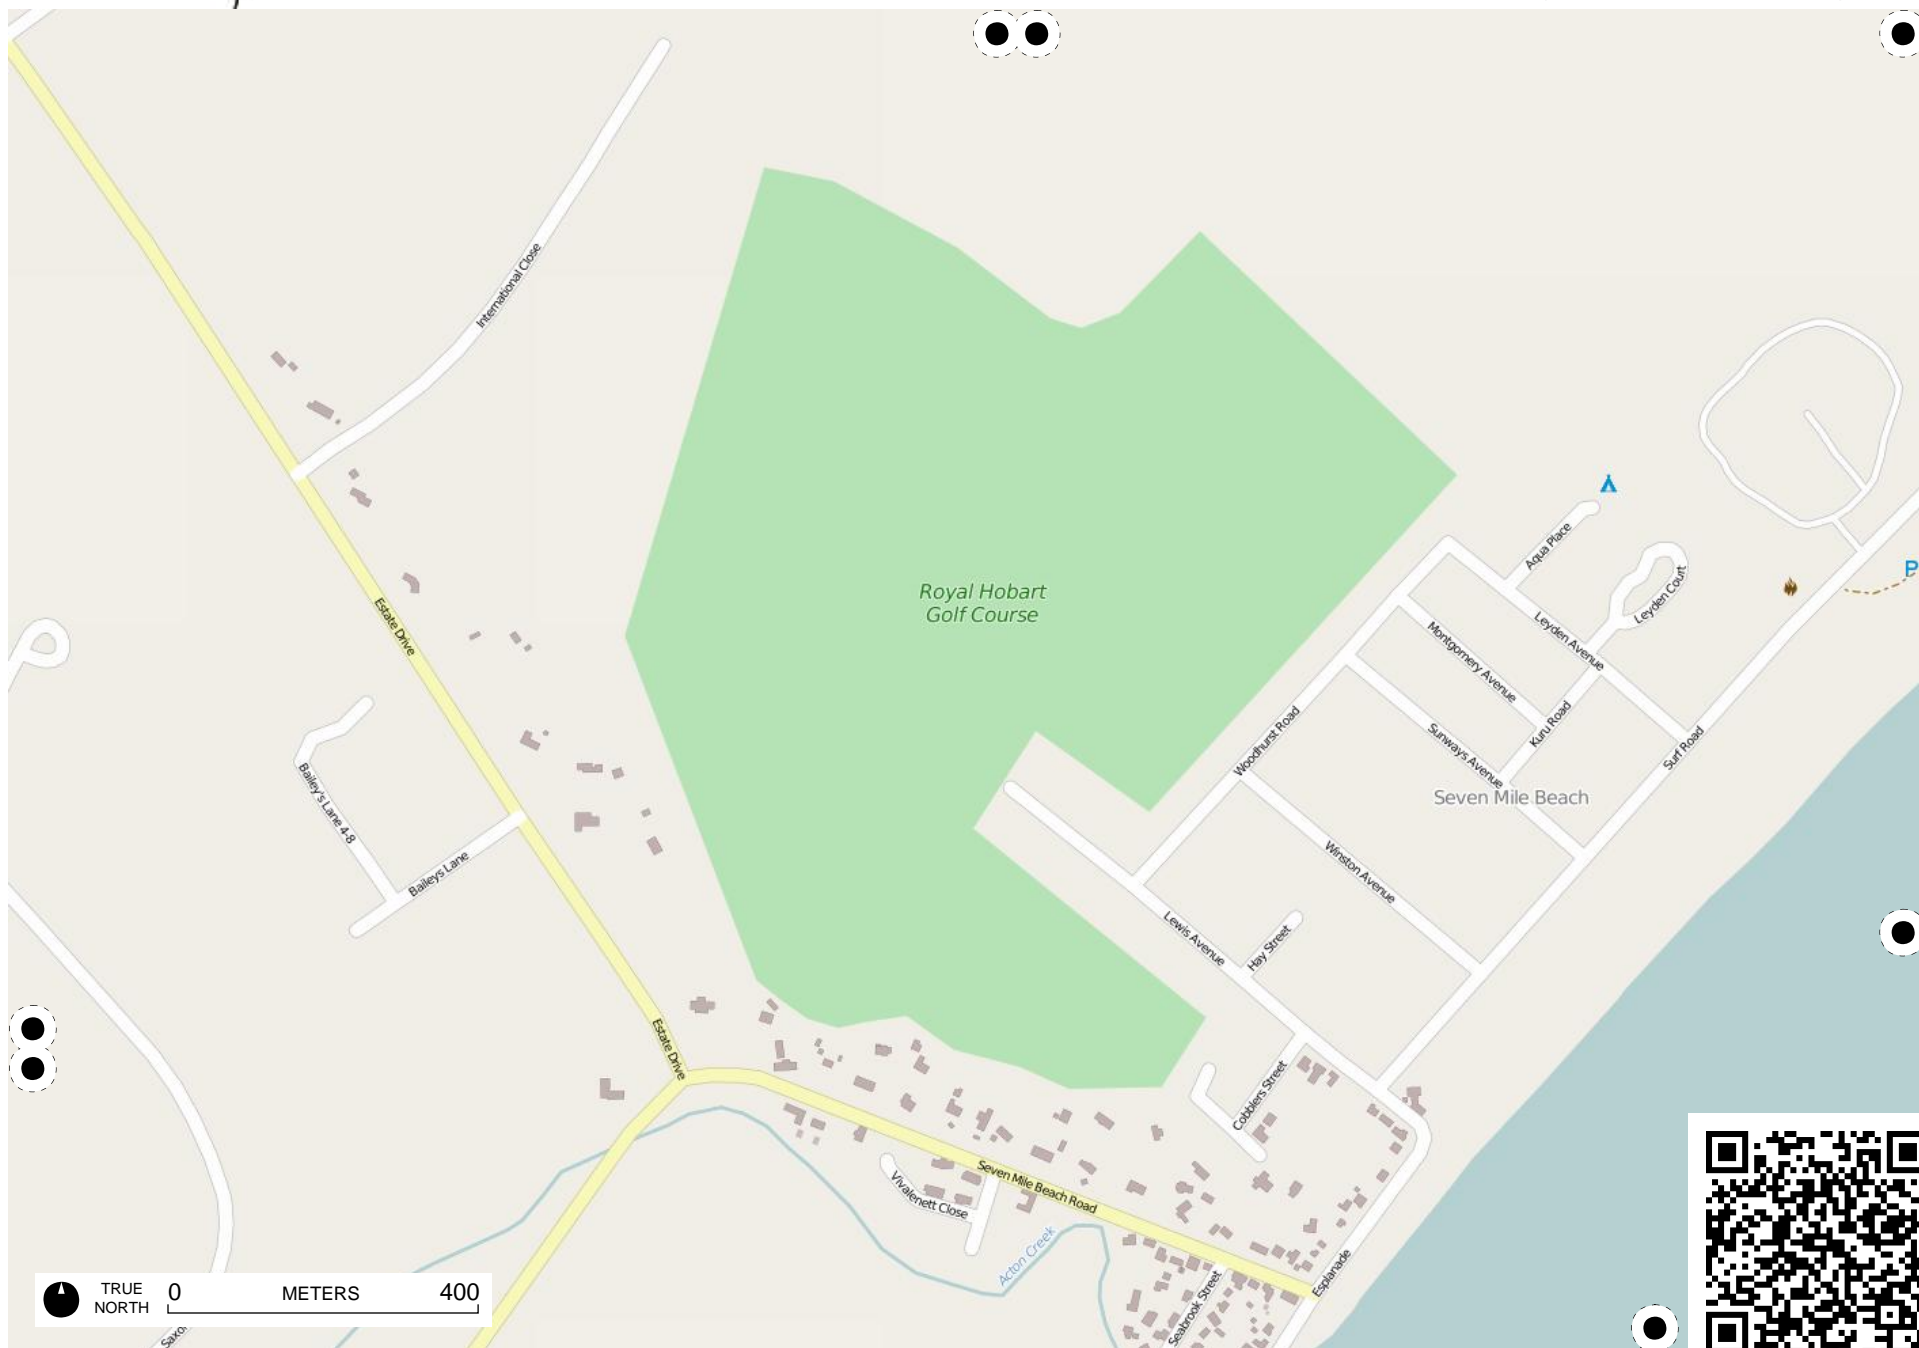 International Close
Estate Drive
Royal Hobart
Golf Course
Aqua Place
Leyden Court
Leyden Avenue
Montgomery Avenue
Kuru Road
Sunways Avenue
Surf Road
Woodhurst Road
Seven Mile Beach
P
Bailey's Lane 4-8
Baileys Lane
Winston Avenue
Lewis Avenue
Hay Street
Estate Drive
Cobblers Street
Seven Mile Beach Road
Vivalenett Close
Acton Creek
Esplanade
Seabrook Street
TRUE
NORTH
0 METERS 400